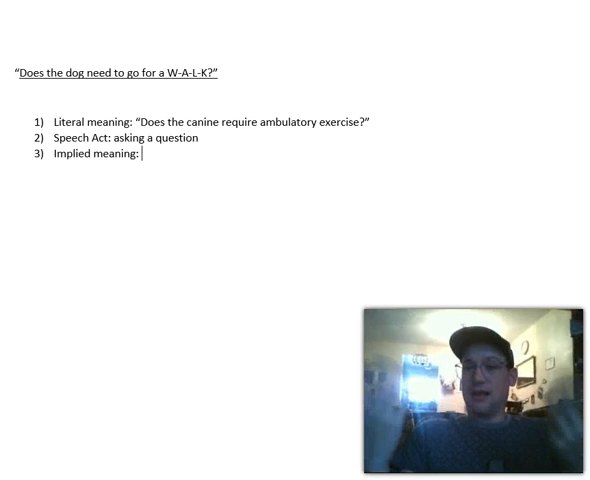 “Does the dog need to go for a W-A-L-K?”
1) Literal meaning: “Does the canine require ambulatory exercise?”
2) Speech Act: asking a question
3) Implied meaning: